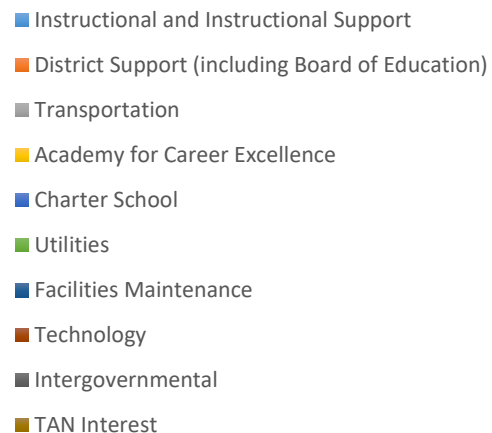 Instructional and Instructional Support
District Support (including Board of Education)
Transportation
Academy for Career Excellence
Charter School
Utilities
Facilities Maintenance
Technology
Intergovernmental
TAN Interest